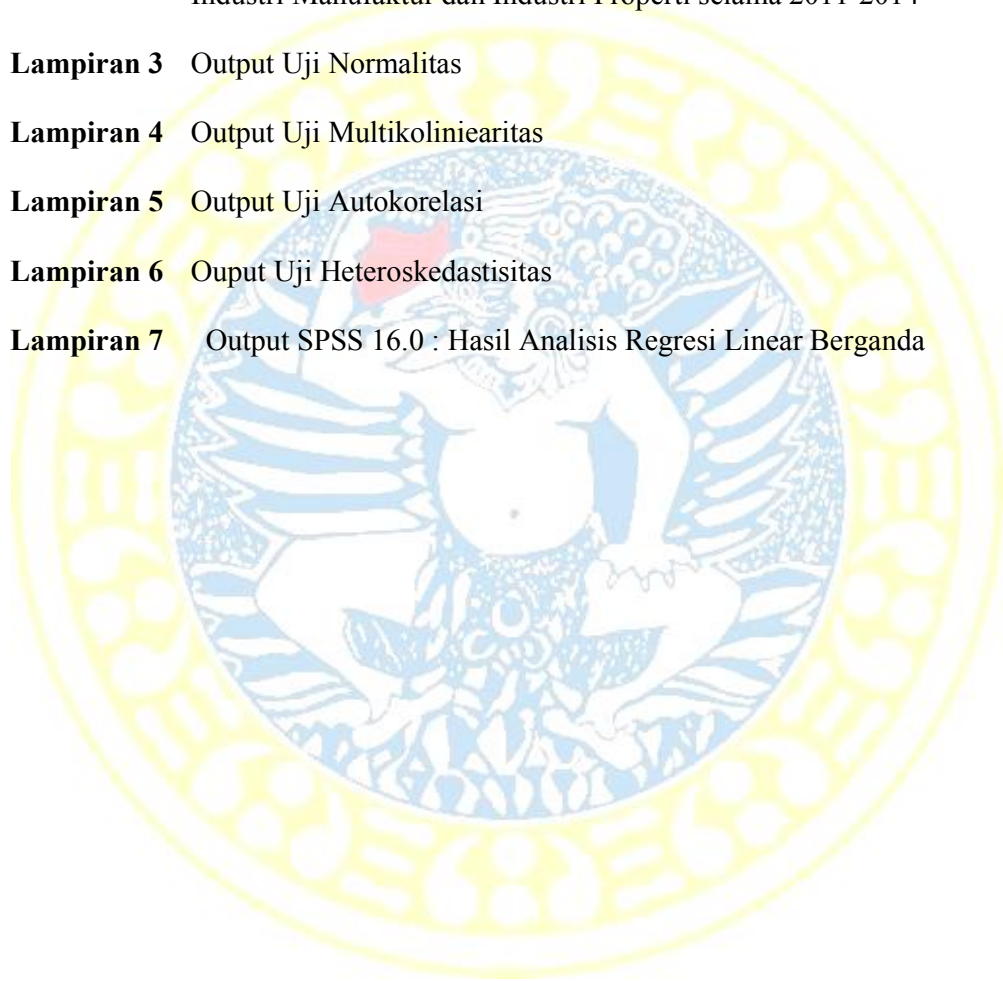 Industri Manufaktur dan Industri Properti selama 2011-2014
Lampiran 3 Output Uji Normalitas
Lampiran 4 Output Uji Multikoliniearitas
Lampiran 5 Output Uji Autokorelasi
Lampiran 6 Ouput Uji Heteroskedastisitas
Lampiran 7 Output SPSS 16.0 : Hasil Analisis Regresi Linear Berganda